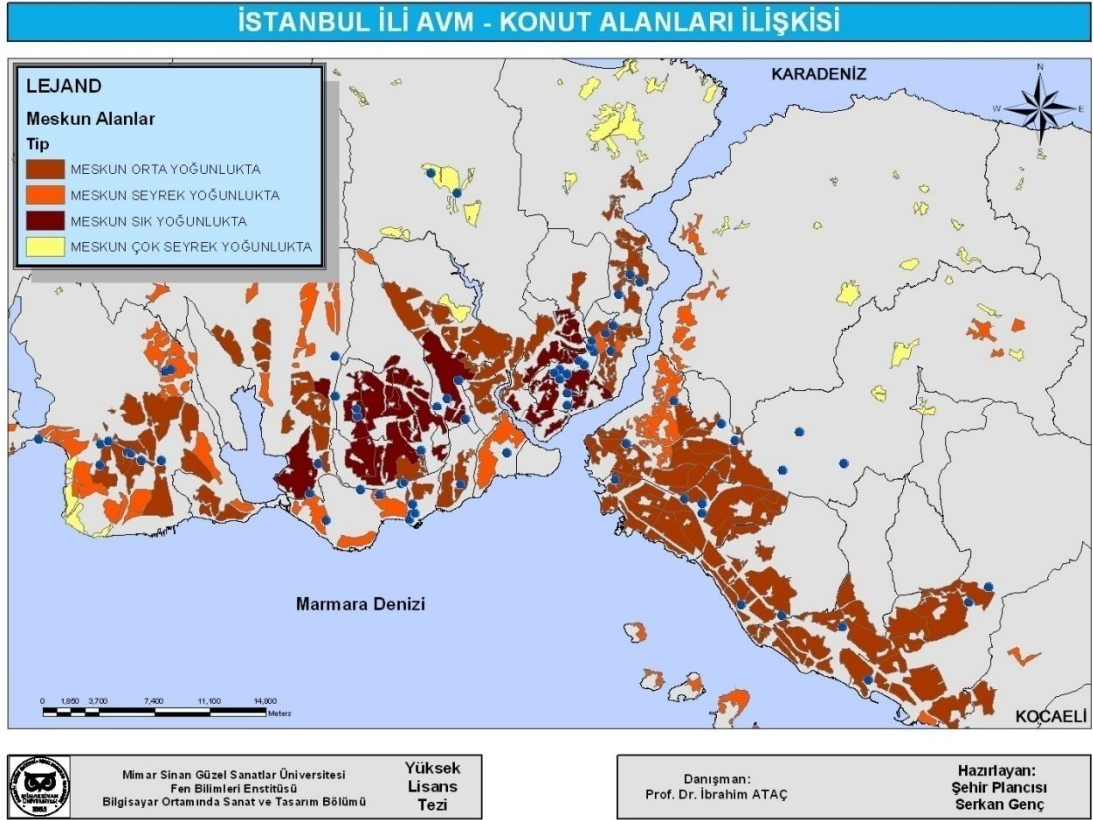 İSTANBUL İLİ AVM - KONUT ALANLARI İLİŞKİSİ
LEJAND
Meskun Alanlar
Tip
MESKUN ORTA YOĞUNLUKTA
MESKUN SEYREK YOĞUNLUKTA
MESKUN SIK YOĞUNLUKTA
MESKUN ÇOK SEYREK YOĞUNLUKTA
KARADENİZ
N
W
E
S
Marmara Denizi
0 1,850 3,700 7,400 11,100 14,800
Meters
KOCAELİ
Mimar Sinan Güzel Sanatlar Üniversitesi
Fen Bilimleri Enstitüsü
Bilgisayar Ortamında Sanat ve Tasarım Bölümü
Yüksek
Lisans
Tezi
Danışman:
Prof. Dr. İbrahim ATAÇ
Hazırlayan:
Şehir Plancısı
Serkan Genç